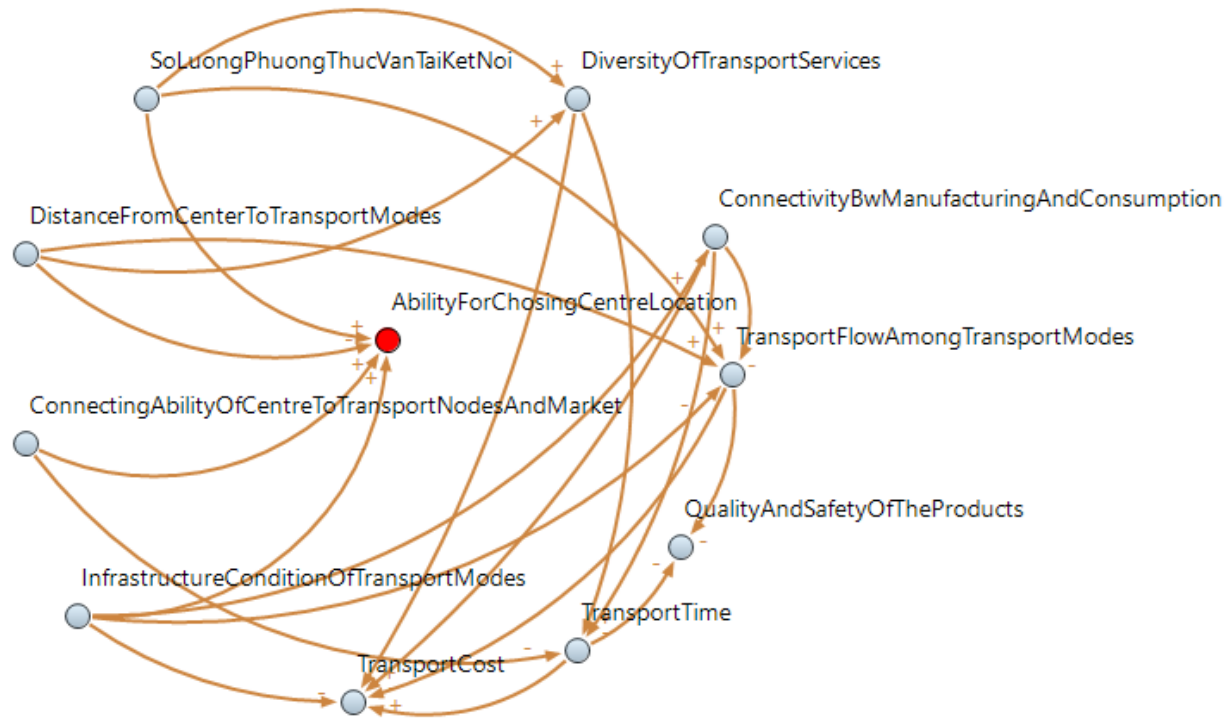 SoLuongPhuongThucVanTaiKetNoi
DiversityOfTransportServices
ConnectivityBwManufacturingAndConsumption
DistanceFromCenterToTransportModes
AbilityForChosingCentreLocation
TransportFlowAmongTransportModes
ConnectingAbilityOfCentreToTransportNodesAndMarket
QualityAndSafetyOfTheProducts
InfrastructureConditionOfTransportModes
TransportTime
TransportCost